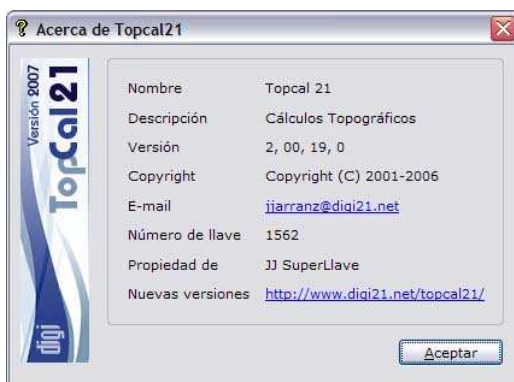 Acerca de Topcal21
Versión 2007
TopCal21
digi
Nombre Topcal 21
Descripción Cálculos Topográficos
Versión 2, 00, 19, 0
Copyright Copyright (C) 2001-2006
E-mail jjarranz@digi21.net
Número de llave 1562
Propiedad de JJ SuperLlave
Nuevas versiones http://www.digi21.net/topcal21/
Aceptar